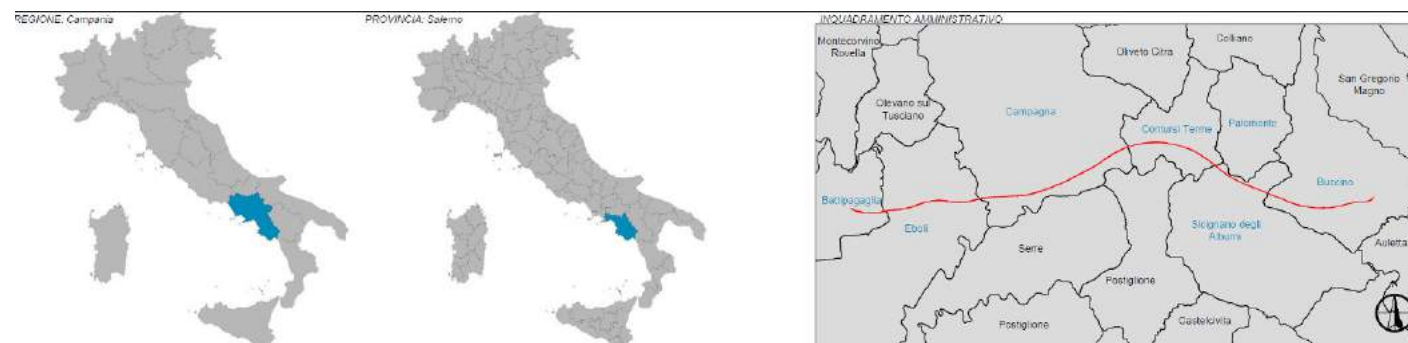 REGIONE: Campania
PROVINCIA: Salerno
INQUADRAMENTO AMMINISTRATIVO
Montecorvino
Rovella
Oliveto Citra
Colliano
San Gregorio
Magno
Olevano sul
Tusciano
Campagna
Contursi Terme
Palomonte
Buccino
Battipaglia
Eboli
Sicignano degli
Alburni
Serre
Auletta
Postiglione
Postiglione
Castelcivita